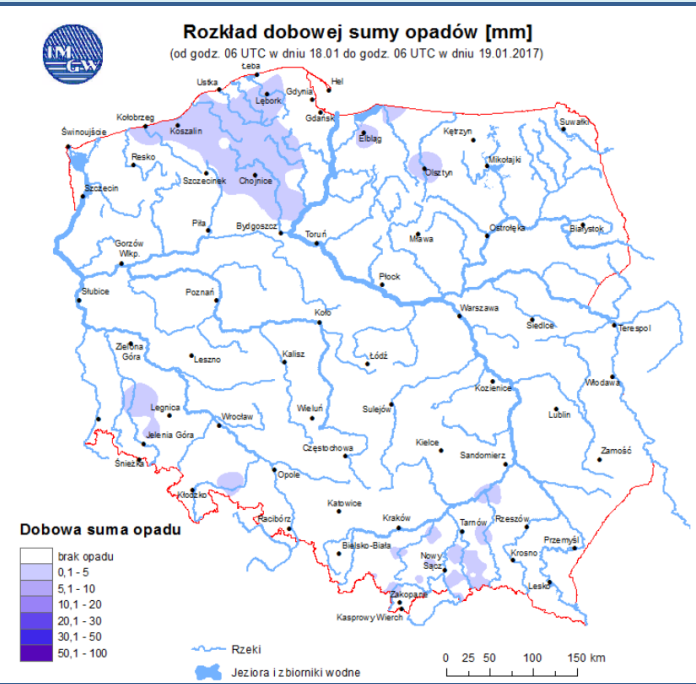 Rozkład dobowej sumy opadów [mm]
(od godz. 06 UTC w dniu 18.01 do godz. 06 UTC w dniu 19.01.2017)
IM
GW
Łeba
Ustka
Hel
Lębork
Gdynia
Gdańsk
Kołobrzeg
Koszalin
Świnoujście
Elbląg
Kętrzyn
Suwałki
Resko
Szczecinek
Chojnice
Olsztyn
Mikołajki
Szczecin
Piła
Bydgoszcz
Toruń
Mława
Ostrołęka
Białystok
Gorzów
Wlkp.
Płock
Słubice
Poznań
Koło
Warszawa
Siedlce
Terespol
Zielona
Góra
Leszno
Kalisz
Łódź
Kozienice
Włodawa
Legnica
Wrocław
Wieluń
Sulejów
Lublin
Jelenia Góra
Śnieżka
Częstochowa
Kielce
Sandomierz
Zamość
Opole
Kłodzko
Katowice
Racibórz
Kraków
Tarnów
Rzeszów
Bielsko-Biała
Nowy
Sącz
Krosno
Przemyśl
Lesko
Zakopane
Kasprowy Wierch
Dobowa suma opadu
brak opadu
0,1 - 5
5,1 - 10
10,1 - 20
20,1 - 30
30,1 - 50
50,1 - 100
Rzeki
Jeziora i zbiorniki wodne
0 25 50 100 150 km